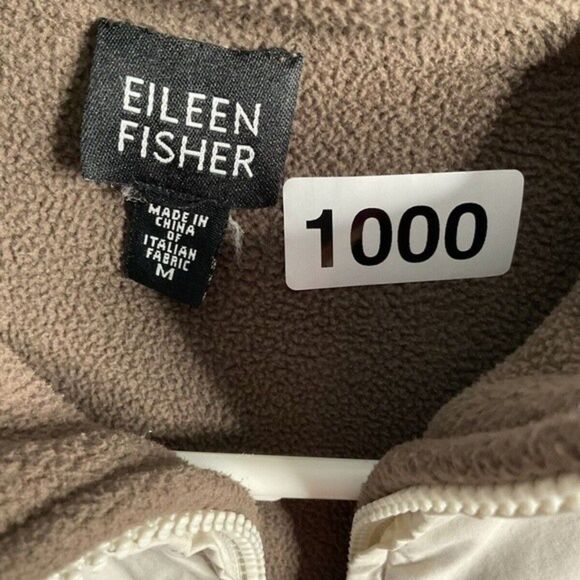 EILEEN
FISHER
MADE IN
CHINA
OF
ITALIAN
FABRIC
M
1000